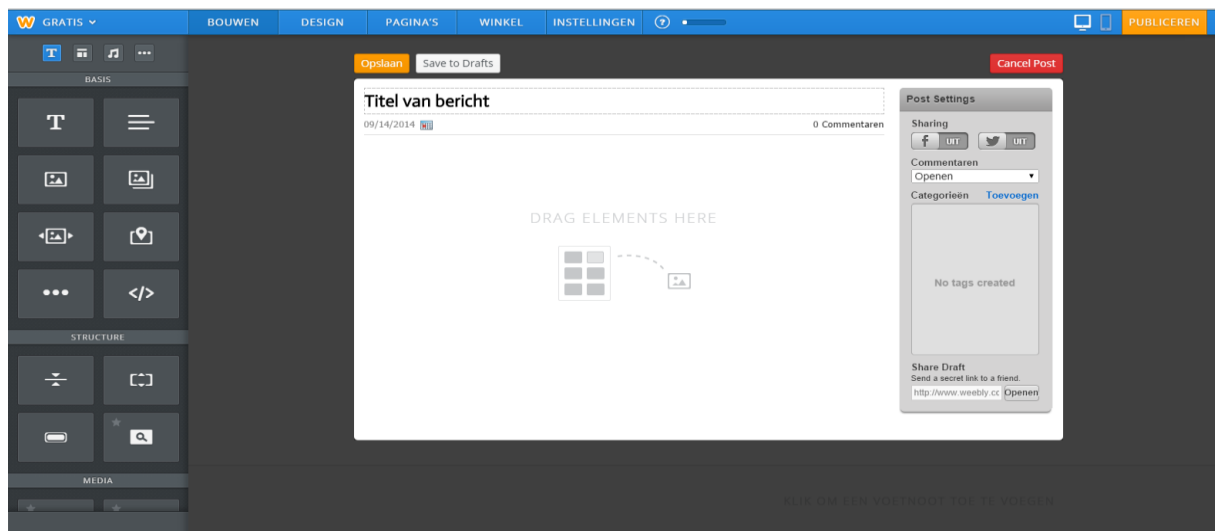 GRATIS BOUWEN DESIGN PAGINA'S WINKEL INSTELLINGEN ? PUBLICEREN
T
BASIS
T
</>
STRUCTURE
MEDIA
Opslaan Save to Drafts Cancel Post
Titel van bericht
09/14/2014 0 Commentaren
DRAG ELEMENTS HERE
Post Settings
Sharing
f UIT UIT
Commentaren
Openen
Categorieën Toevoegen
No tags created
Share Draft
Send a secret link to a friend.
http://www.weebly.cc Openen
KLIK OM EEN VOETNOOT TOE TE VOEGEN